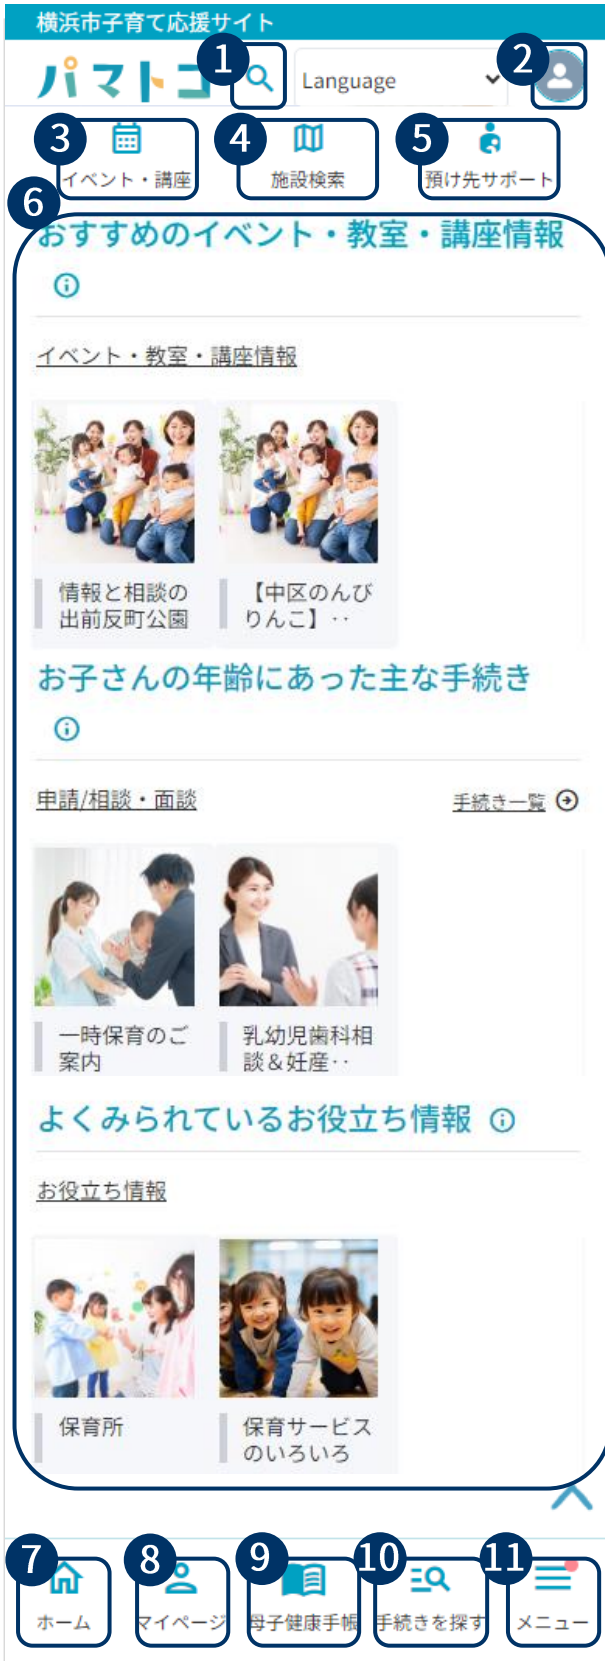 横浜市子育て応援サイト
パマトコ
1
Language
2
3
イベント・講座
4
施設検索
5
預け先サポート
6
おすすめのイベント・教室・講座情報
イベント・教室・講座情報
情報と相談の
出前反町公園
【中区のんび
りんこ】‥
お子さんの年齢にあった主な手続き
申請/相談・面談
手続き一覧
一時保育のご
案内
乳幼児歯科相
談&妊産‥
よくみられているお役立ち情報
お役立ち情報
保育所
保育サービス
のいろいろ
7
ホーム
8
マイページ
9
母子健康手帳
10
手続きを探す
11
メニュー